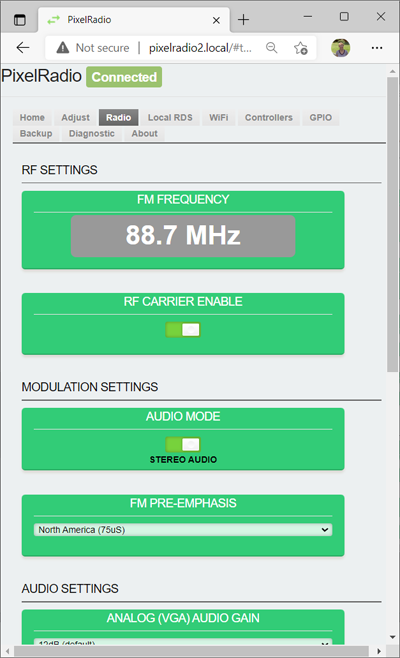 PixelRadio
Not secure | pixelradio2.local/#t...
PixelRadio Connected
Home Adjust Radio Local RDS WiFi Controllers GPIO
Backup Diagnostic About
RF SETTINGS
FM FREQUENCY
88.7 MHz
RF CARRIER ENABLE
MODULATION SETTINGS
AUDIO MODE
STEREO AUDIO
FM PRE-EMPHASIS
North America (75uS)
AUDIO SETTINGS
ANALOG (VGA) AUDIO GAIN
12dB (default)